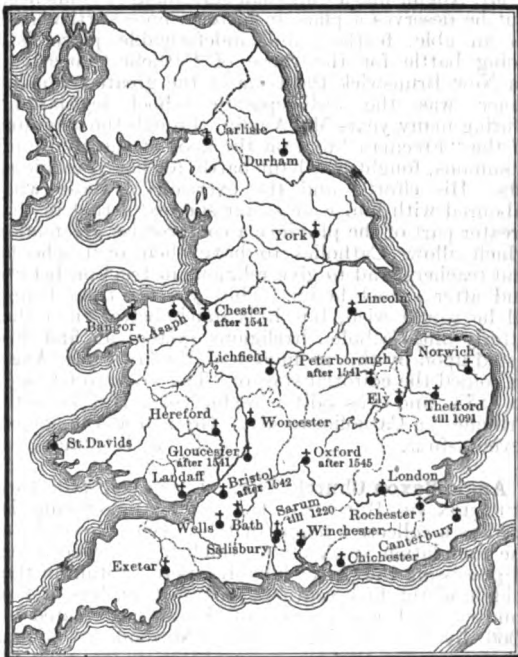 Carlisle
Durham
York
Bangor
St. Asaph
Chester
after 1541
Lincoln
Lichfield
Peterborough
after 1541
Norwich
Ely
Thetford
till 1091
Hereford
Worcester
St. Davids
Gloucester
after 1541
Oxford
after 1545
Landaff
Bristol
after 1542
London
Sarum
till 1220
Rochester
Wells
Bath
Salisbury
Winchester
Canterbury
Exeter
Chichester